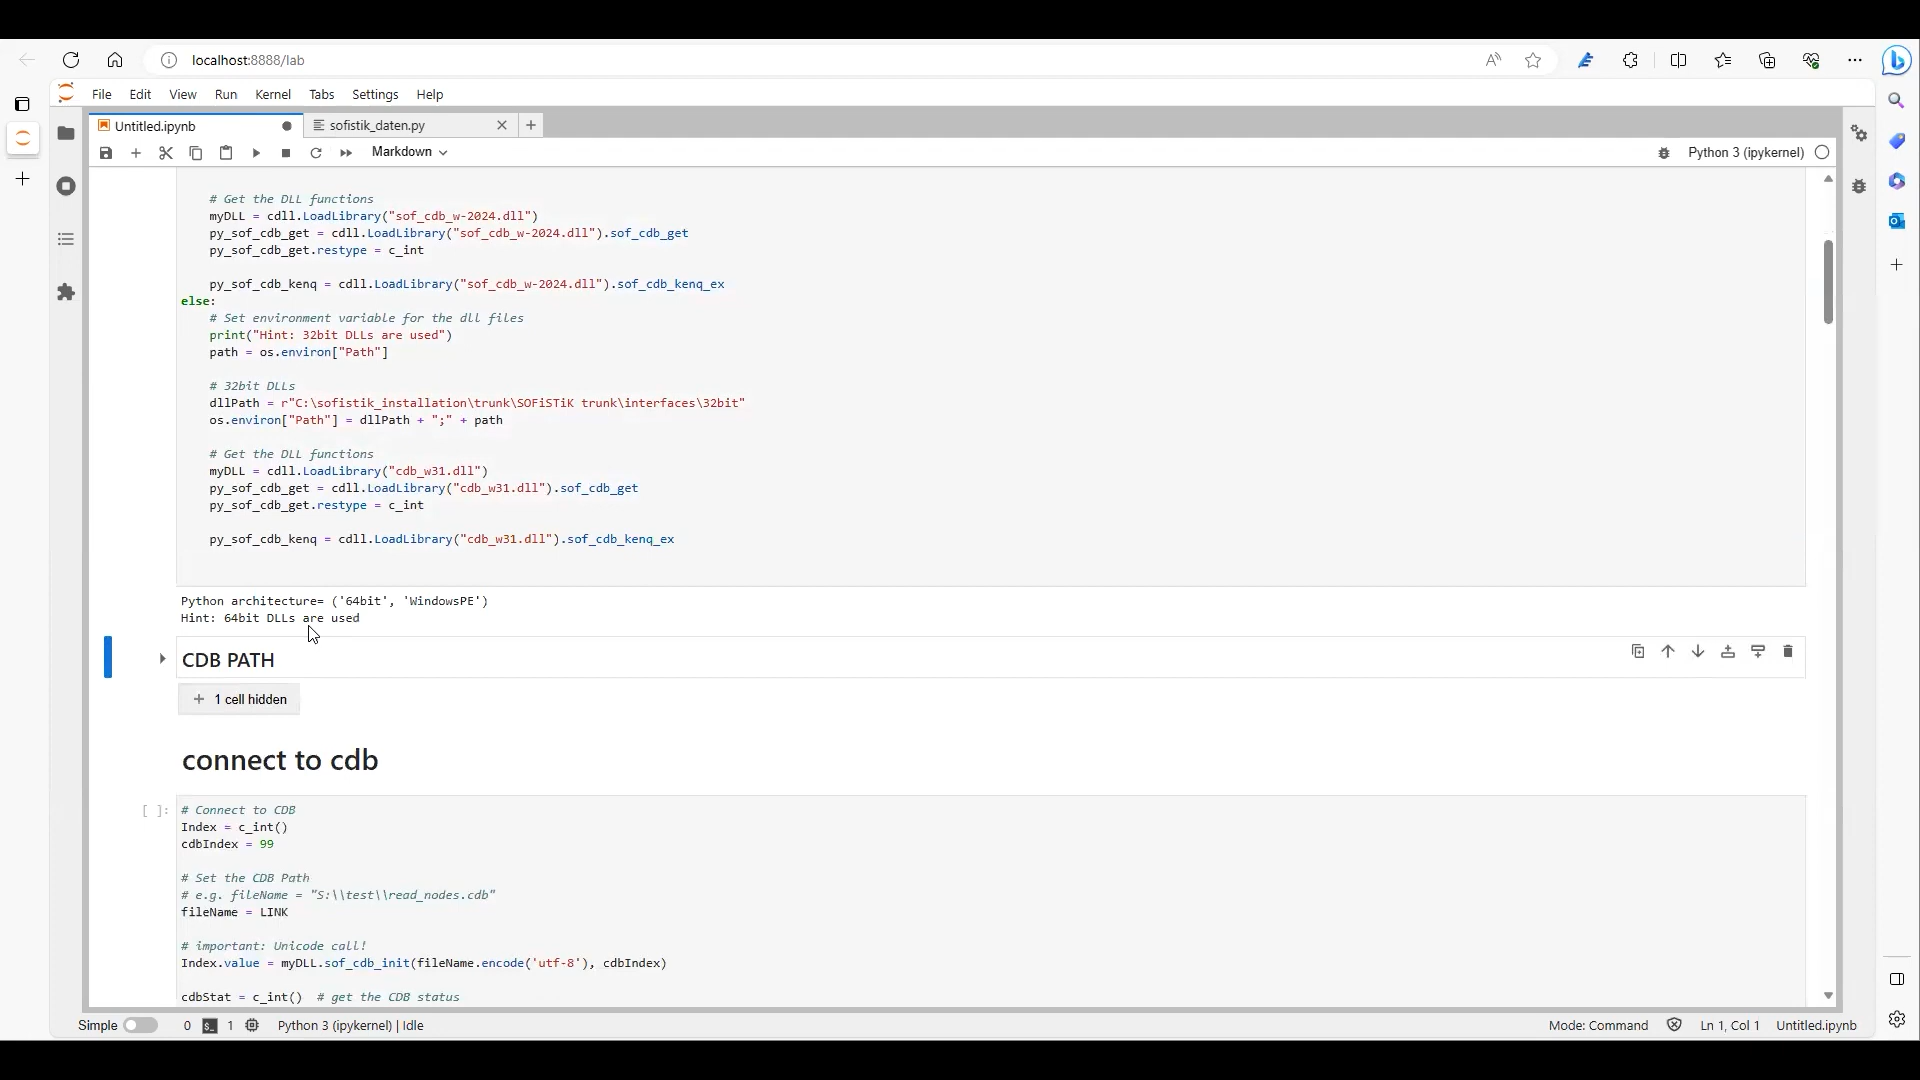 localhost:8888/lab
File Edit View Run Kernel Tabs Settings Help
Untitled.ipynb
sofistik_daten.py
Markdown
Python 3 (ipykernel)
# Get the DLL functions
myDLL = cdll.LoadLibrary("sof_cdb_w-2024.dll")
py_sof_cdb_get = cdll.LoadLibrary("sof_cdb_w-2024.dll").sof_cdb_get
py_sof_cdb_get.restype = c_int
py_sof_cdb_kenq = cdll.LoadLibrary("sof_cdb_w-2024.dll").sof_cdb_kenq_ex
else:
# Set environment variable for the dll files
print("Hint: 32bit DLLs are used")
path = os.environ["Path"]
# 32bit DLLs
dllPath = r"C:\sofistik_installation\trunk\SOFiSTiK trunk\interfaces\32bit"
os.environ["Path"] = dllPath + ";" + path
# Get the DLL functions
myDLL = cdll.LoadLibrary("cdb_w31.dll")
py_sof_cdb_get = cdll.LoadLibrary("cdb_w31.dll").sof_cdb_get
py_sof_cdb_get.restype = c_int
py_sof_cdb_kenq = cdll.LoadLibrary("cdb_w31.dll").sof_cdb_kenq_ex
Python architecture= ('64bit', 'WindowsPE')
Hint: 64bit DLLs are used
CDB PATH
1 cell hidden
connect to cdb
[ ]:
# Connect to CDB
Index = c_int()
cdbIndex = 99
# Set the CDB Path
# e.g. fileName = "S:\\test\\read_nodes.cdb"
fileName = LINK
# important: Unicode call!
Index.value = myDLL.sof_cdb_init(fileName.encode('utf-8'), cdbIndex)
cdbStat = c_int() # get the CDB status
Simple 0 1 Python 3 (ipykernel) | Idle
Mode: Command Ln 1, Col 1 Untitled.ipynb